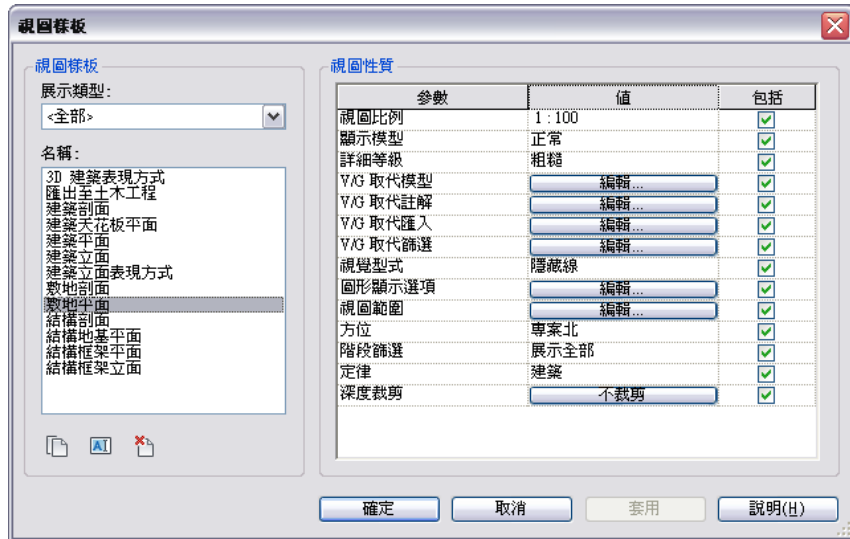 視圖樣板
視圖樣板
展示類型:
<全部>
名稱:
3D 建築表現方式
匯出至土木工程
建築剖面
建築天花板平面
建築平面
建築立面
建築立面表現方式
敷地剖面
敷地平面
結構剖面
結構地基平面
結構框架平面
結構框架立面
AI
視圖性質
參數 值 包括
視圖比例 1 : 100
顯示模型 正常
詳細等級 粗糙
V/G 取代模型 編輯...
V/G 取代註解 編輯...
V/G 取代匯入 編輯...
V/G 取代篩選 編輯...
視覺型式 隱藏線
圖形顯示選項 編輯...
視圖範圍 編輯...
方位 專案北
階段篩選 展示全部
定律 建築
深度裁剪 不裁剪
確定 取消 套用 說明(H)